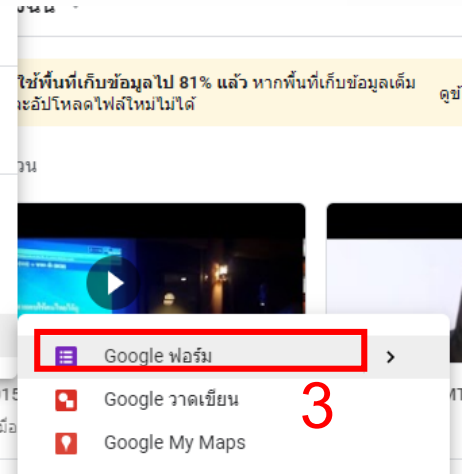 ใช้พื้นที่เก็บข้อมูลไป 81% แล้ว หากพื้นที่เก็บข้อมูลเต็ม
ะอัปโหลดไฟล์ใหม่ไม่ได้
Google ฟอร์ม
Google วาดเขียน
3
Google My Maps